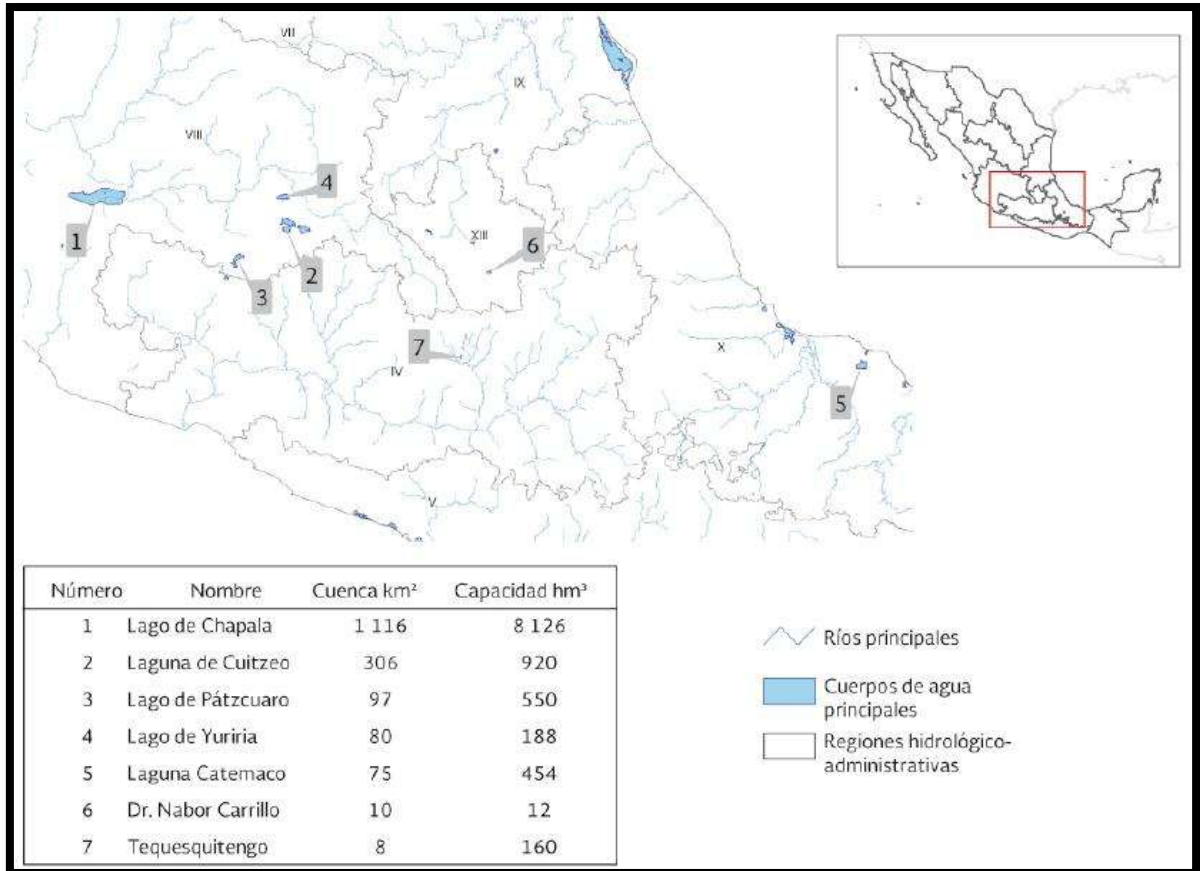 VII
IX
VIII
4
1
XIII
6
2
3
7
X
IV
5
V
Número Nombre Cuenca km² Capacidad hm³
1 Lago de Chapala 1 116 8 126
2 Laguna de Cuitzeo 306 920
3 Lago de Pátzcuaro 97 550
4 Lago de Yuriria 80 188
5 Laguna Catemaco 75 454
6 Dr. Nabor Carrillo 10 12
7 Tequesquitengo 8 160
Ríos principales
Cuerpos de agua
principales
Regiones hidrológico-
administrativas